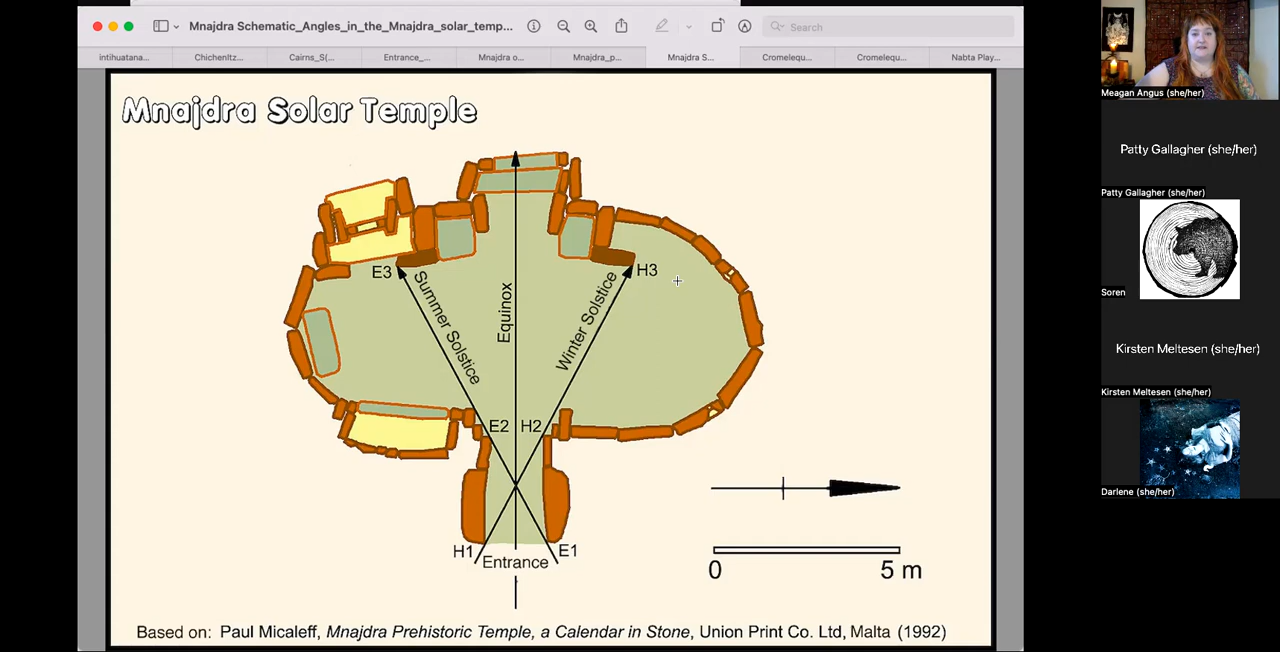 Mnajdra Schematic_Angles_in_the_Mnajdra_solar_temp...
Search
intihuatana...
ChichenItz...
Cairns_S(...
Entrance_...
Mnajdra o...
Mnajdra_p...
Mnajdra S...
Cromelequ...
Cromelequ...
Nabta Play...
Mnajdra Solar Temple
E3
Summer Solstice
Equinox
Winter Solstice
H3
E2
H2
H1
Entrance
E1
0
5 m
Based on: Paul Micaleff, Mnajdra Prehistoric Temple, a Calendar in Stone, Union Print Co. Ltd, Malta (1992)
Meagan Angus (she/her)
Patty Gallagher (she/her)
Patty Gallagher (she/her)
Soren
Kirsten Meltesen (she/her)
Kirsten Meltesen (she/her)
Darlene (she/her)